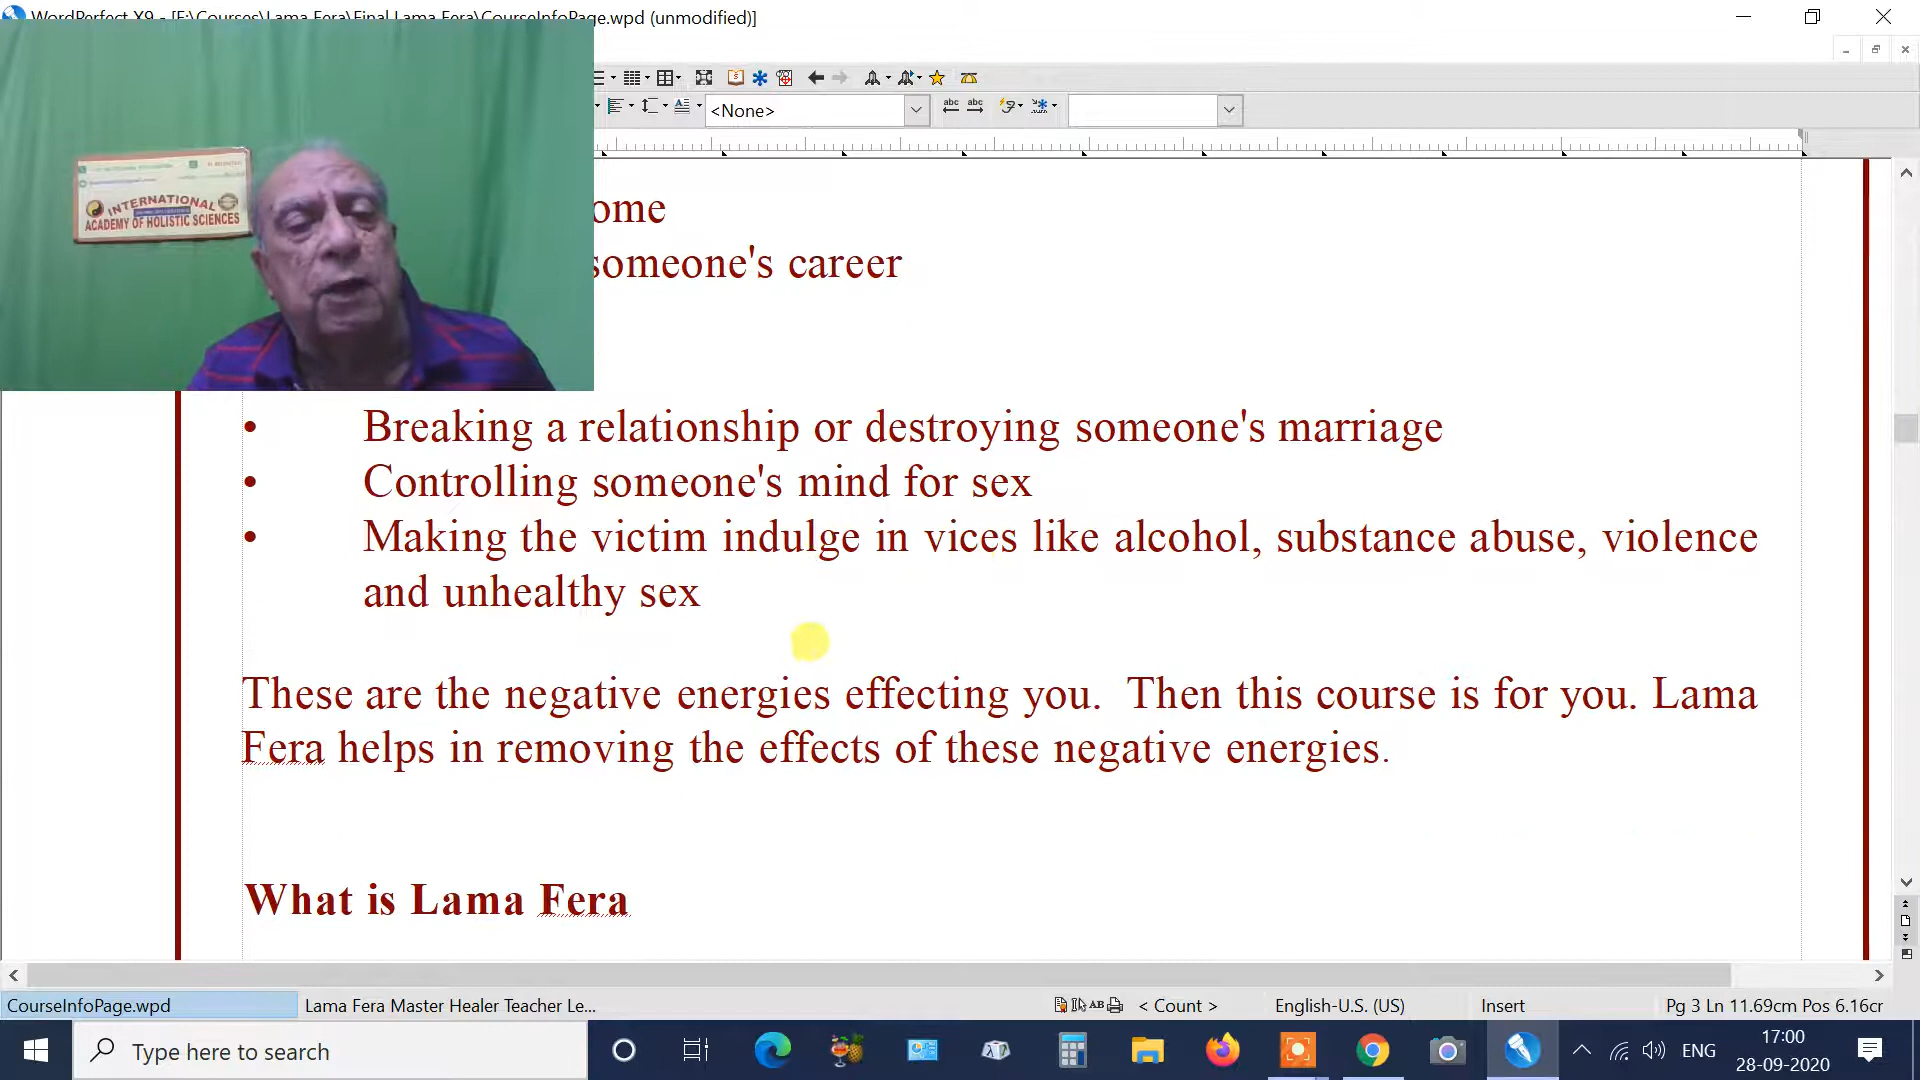 WordPerfect X9 - [F:\Courses\Lama Fera\Final Lama Fera\CourseInfoPage.wpd (unmodified)]
<None>
INTERNATIONAL
ACADEMY OF HOLISTIC SCIENCES
ome
someone's career
• Breaking a relationship or destroying someone's marriage
• Controlling someone's mind for sex
• Making the victim indulge in vices like alcohol, substance abuse, violence
and unhealthy sex
These are the negative energies effecting you. Then this course is for you. Lama
Fera helps in removing the effects of these negative energies.
What is Lama Fera
CourseInfoPage.wpd
Lama Fera Master Healer Teacher Le...
AB
< Count >
English-U.S. (US)
Insert
Pg 3 Ln 11.69cm Pos 6.16cr
Type here to search
ENG
17:00
28-09-2020